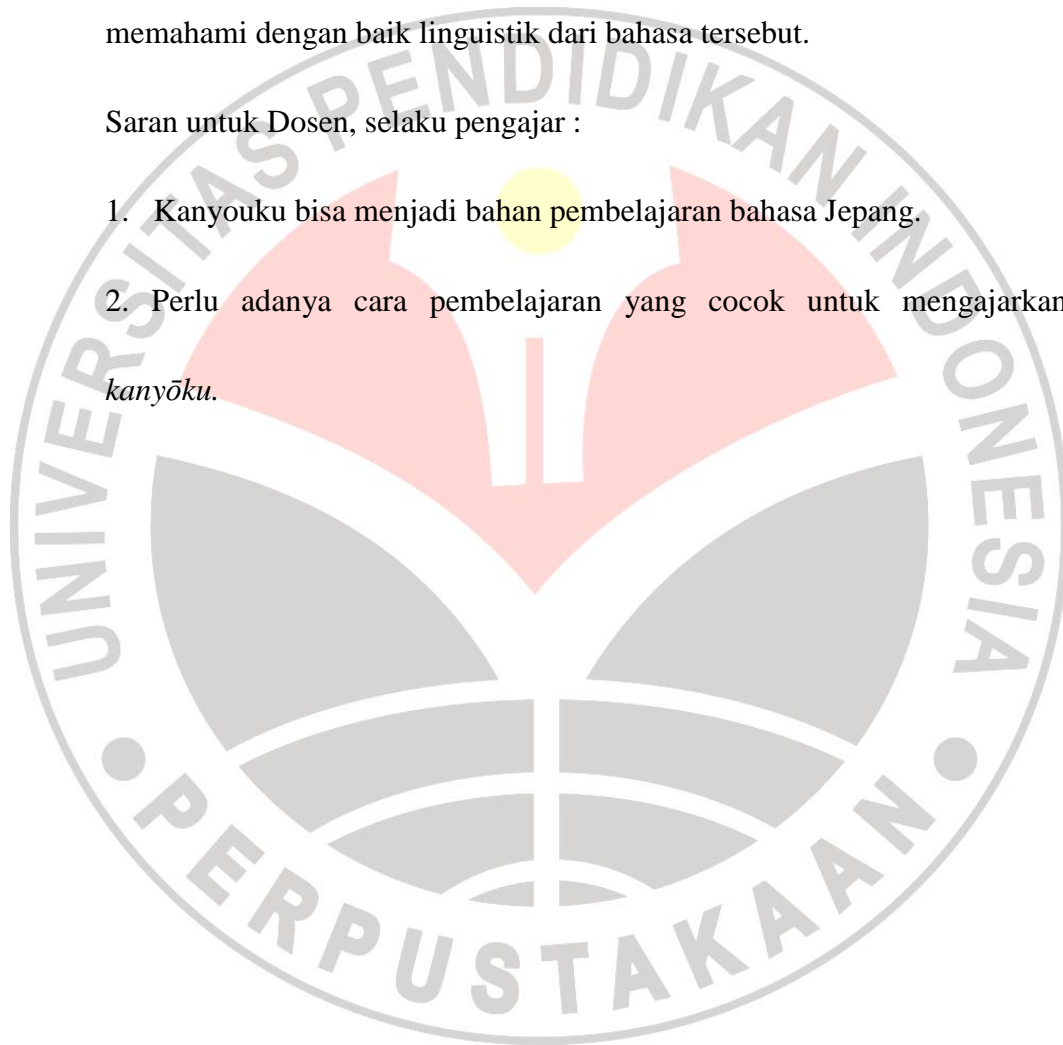 memahami dengan baik linguistik dari bahasa tersebut.
Saran untuk Dosen, selaku pengajar :
1. Kanyouku bisa menjadi bahan pembelajaran bahasa Jepang.
2. Perlu adanya cara pembelajaran yang cocok untuk mengajarkan
kanyōku.
UNIVERSITAS PENDIDIKAN INDONESIA
PERPUSTAKAAN